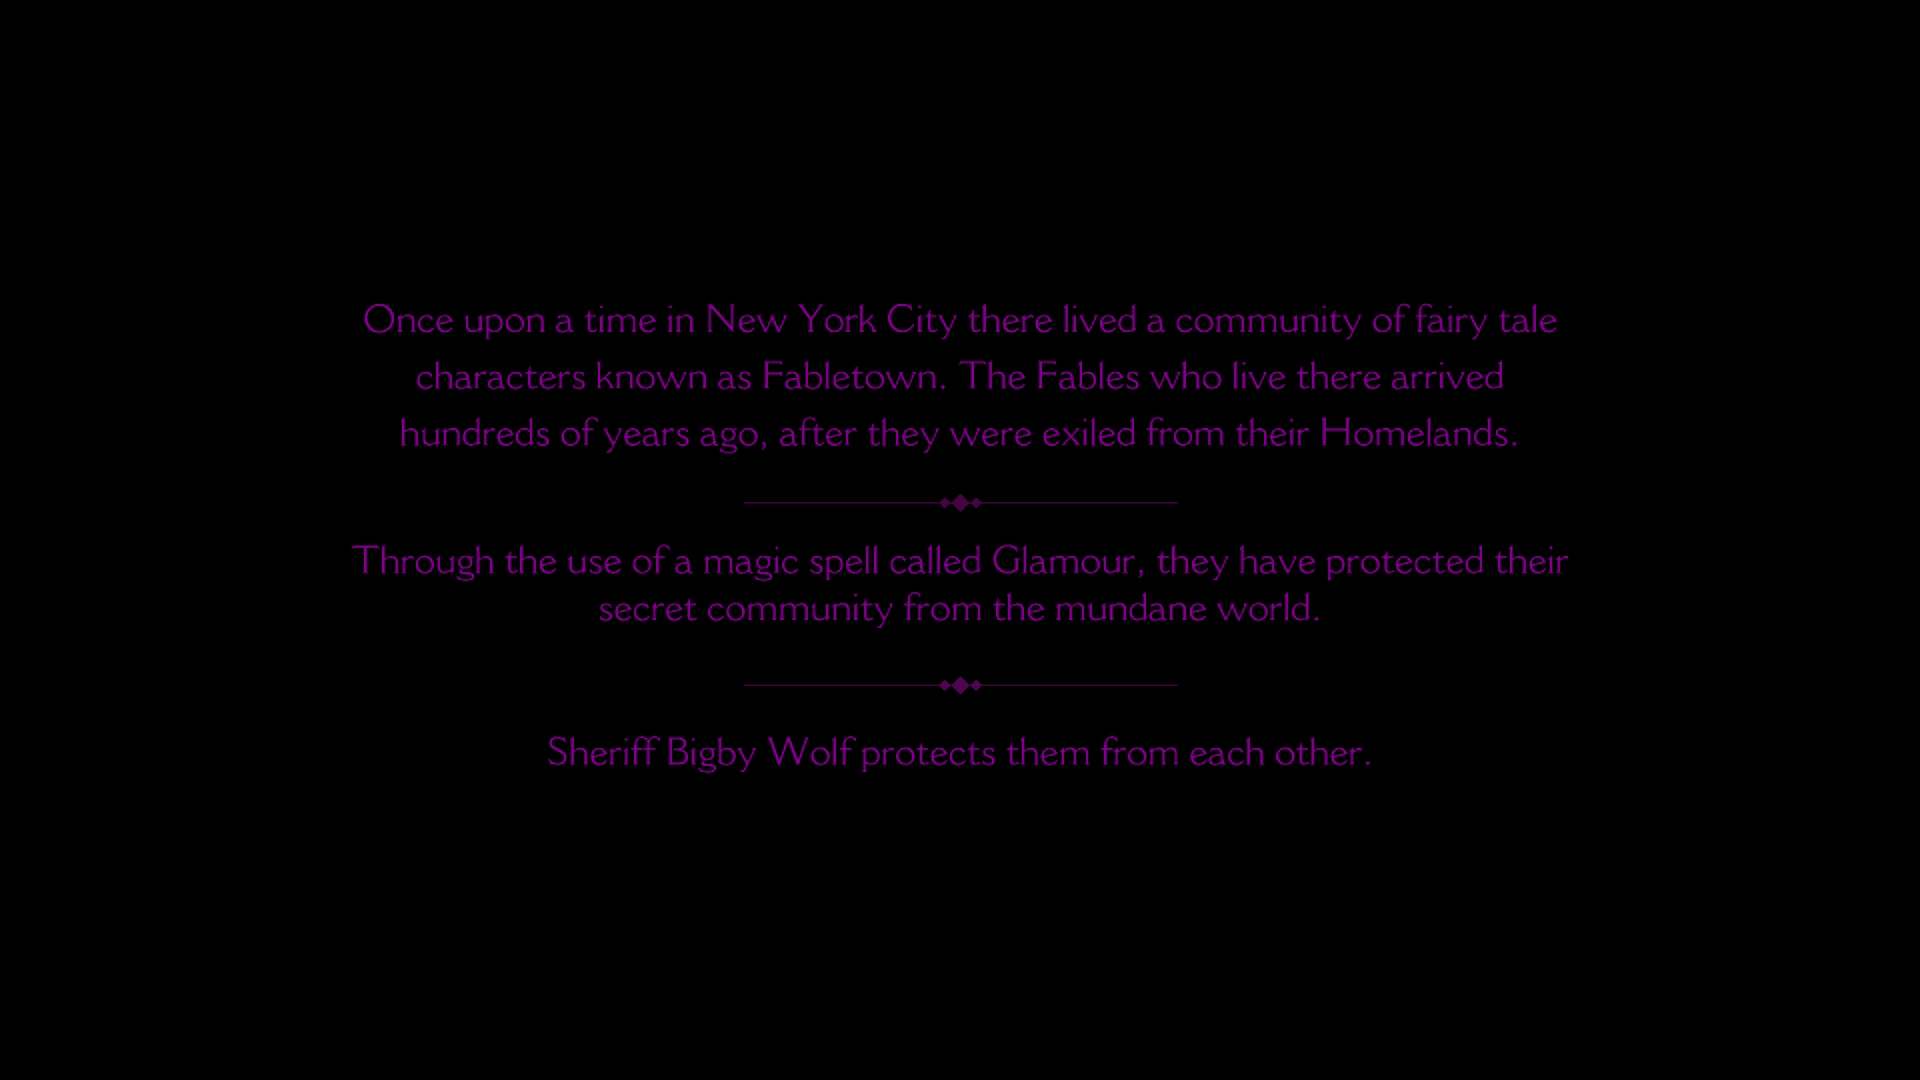 Once upon a time in New York City there lived a community of fairy tale
characters known as Fabletown. The Fables who live there arrived
hundreds of years ago, after they were exiled from their Homelands.
Through the use of a magic spell called Glamour, they have protected their
secret community from the mundane world.
Sheriff Bigby Wolf protects them from each other.